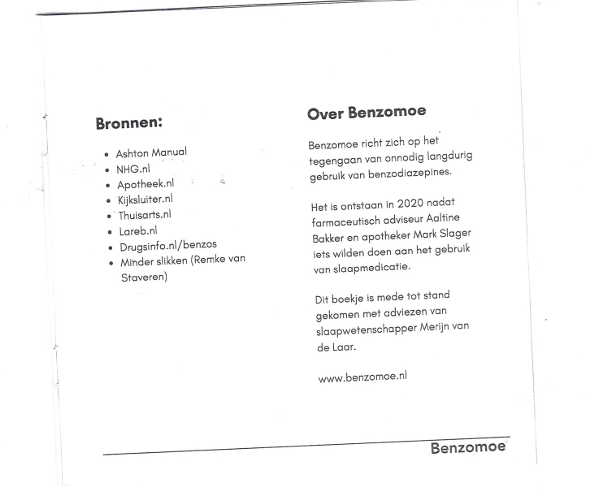 Bronnen:
• Ashton Manual
• NHG.nl
• Apotheek.nl
• Kijksluiter.nl
• Thuisarts.nl
• Lareb.nl
• Drugsinfo.nl/benzos
• Minder slikken (Remke van
Staveren)
Over Benzomoe
Benzomoe richt zich op het
tegengaan van onnodig langdurig
gebruik van benzodiazepines.
Het is ontstaan in 2020 nadat
farmaceutisch adviseur Aaltine
Bakker en apotheker Mark Slager
iets wilden doen aan het gebruik
van slaapmedicatie.
Dit boekje is mede tot stand
gekomen met adviezen van
slaapwetenschapper Merijn van
de Laar.
www.benzomoe.nl
Benzomoe